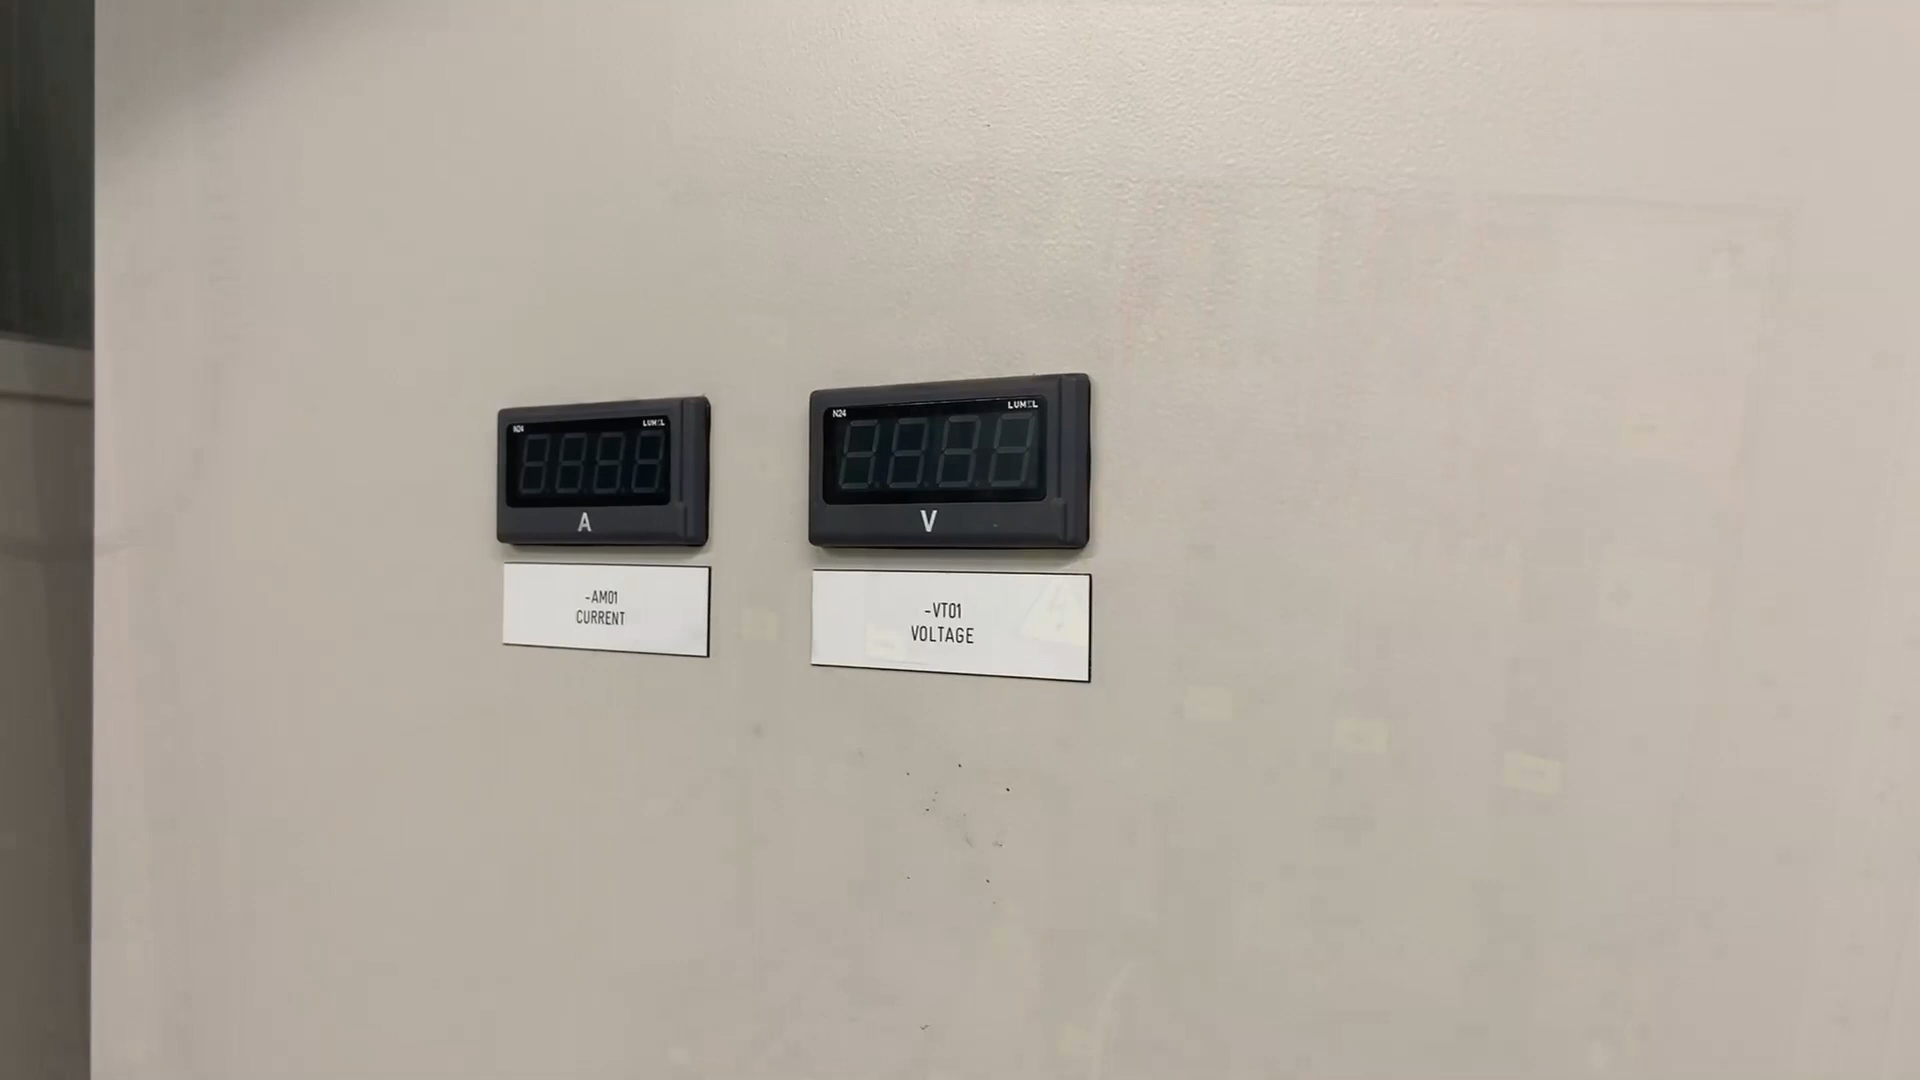 N24 LUMEL
A
-AM01
CURRENT
N24 LUMEL
V
-VT01
VOLTAGE